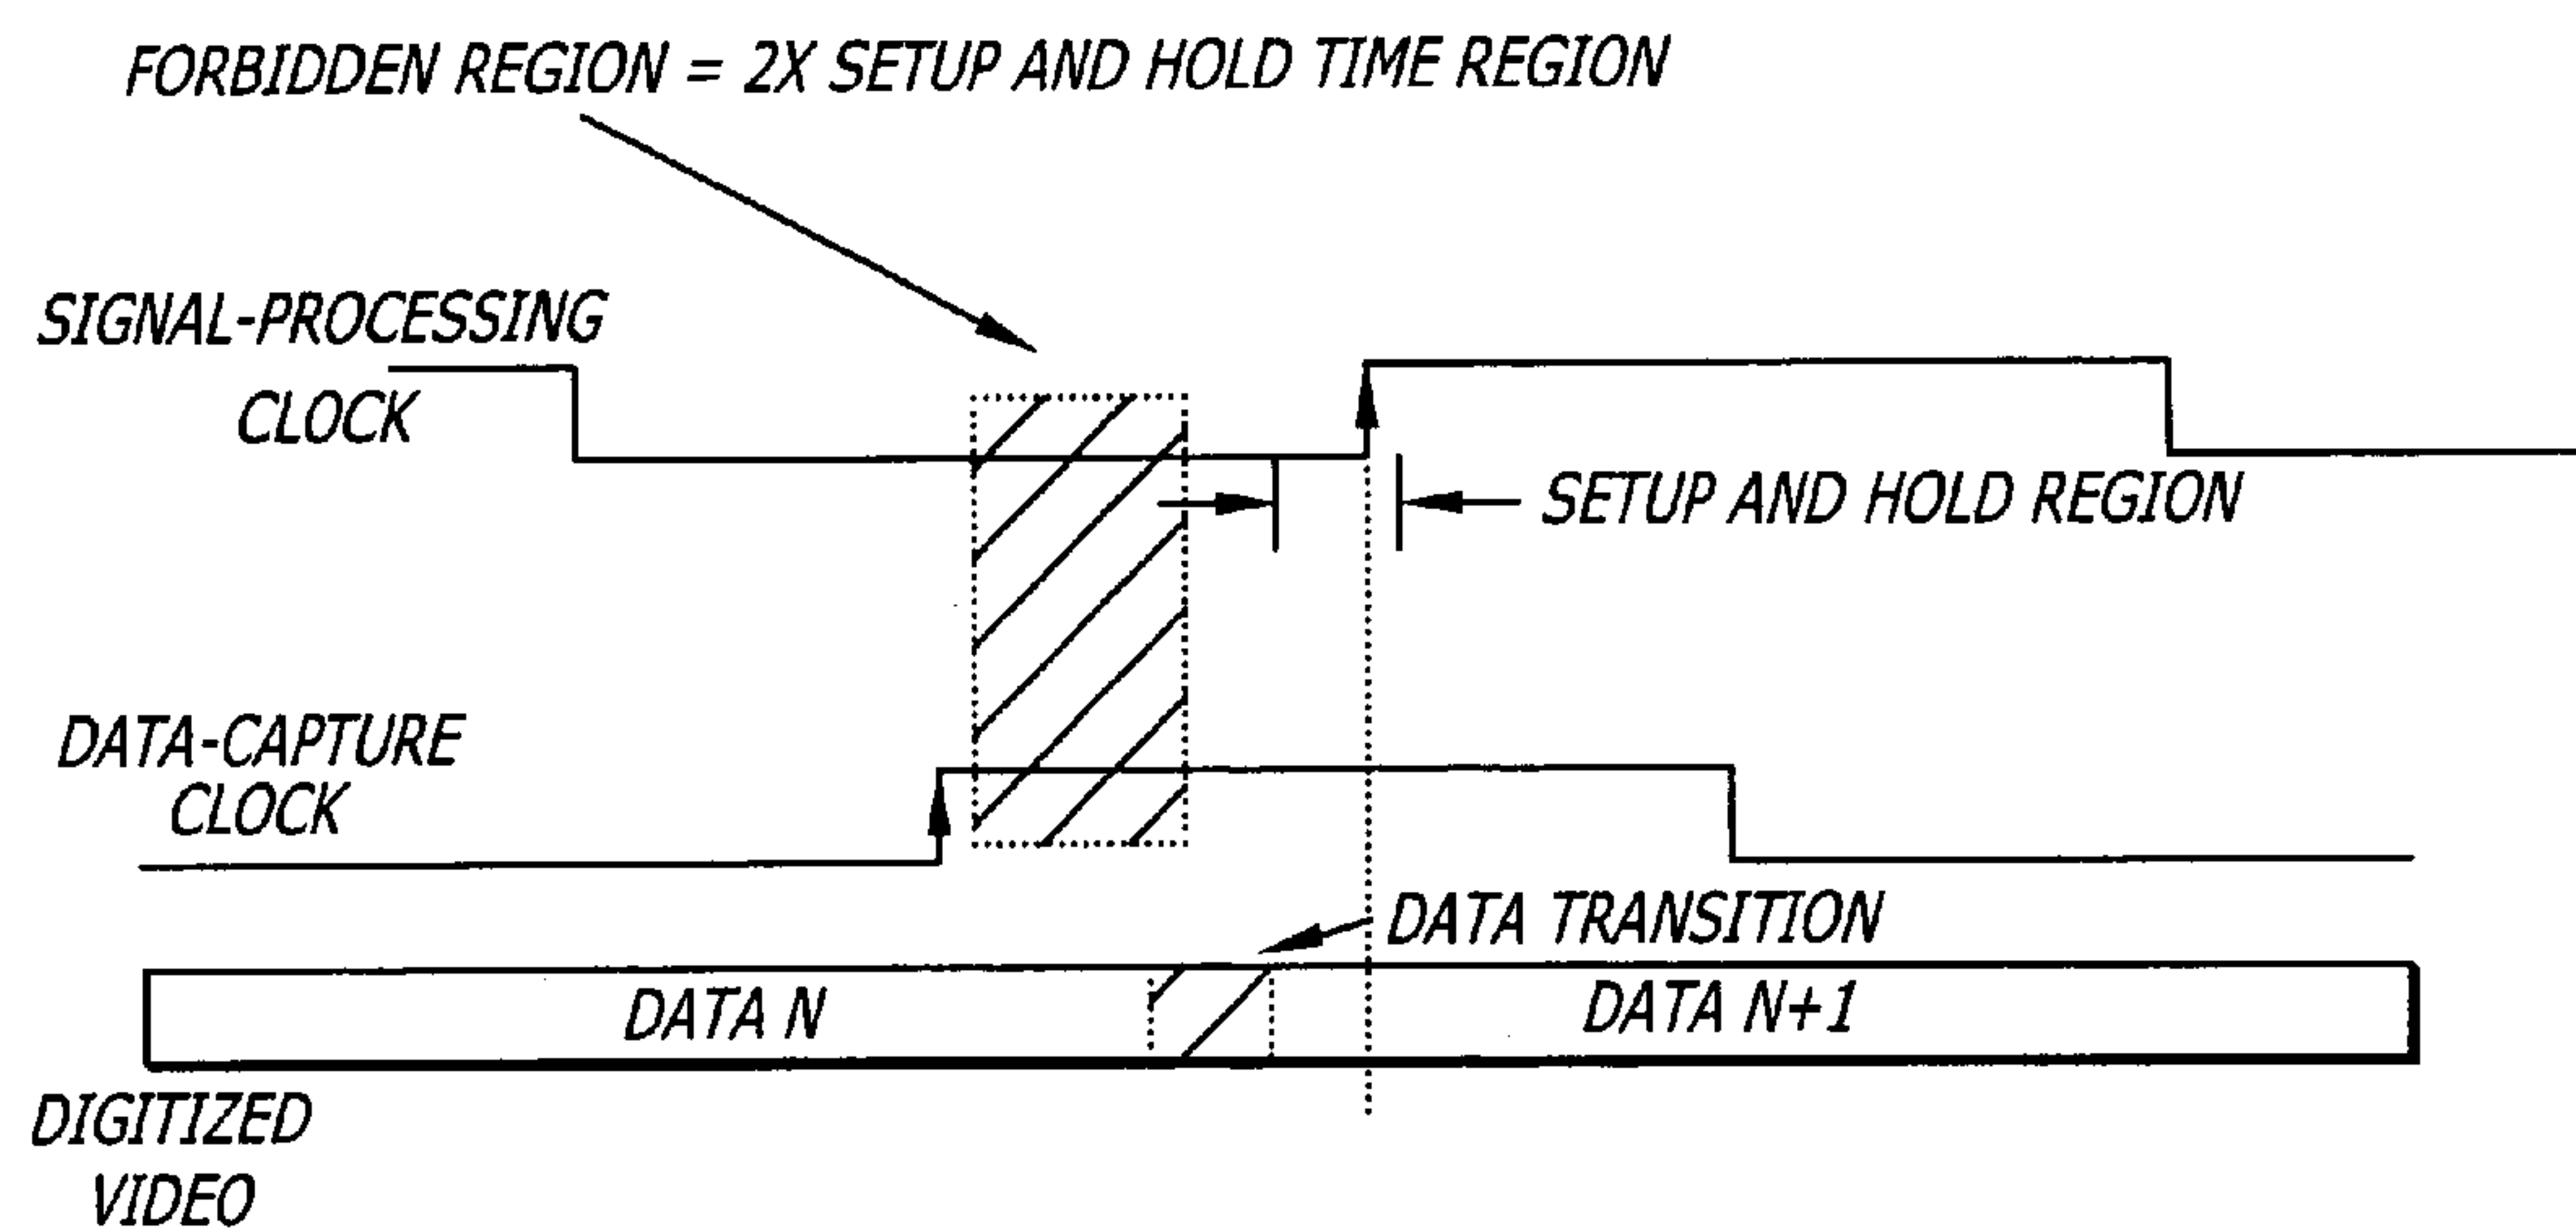 FORBIDDEN REGION = 2X SETUP AND HOLD TIME REGION
SIGNAL-PROCESSING
CLOCK
SETUP AND HOLD REGION
DATA-CAPTURE
CLOCK
DATA TRANSITION
DATA N
DATA N+1
DIGITIZED
VIDEO